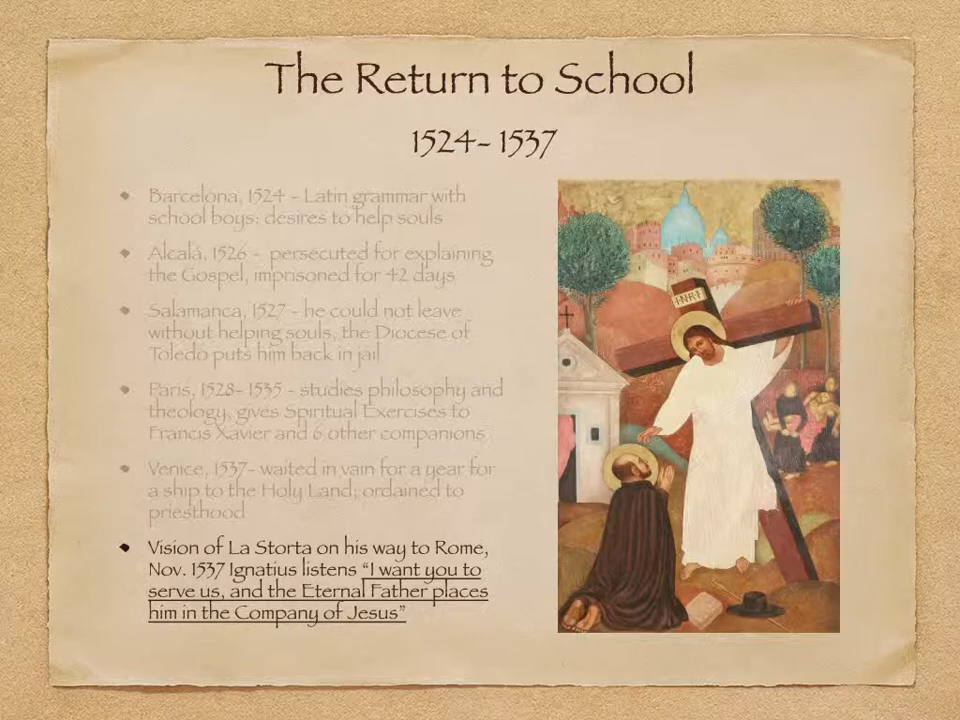 The Return to School
1524- 1537
• Barcelona, 1524 - Latin grammar with
school boys: desires to help souls
• Alcalá, 1526 - persecuted for explaining
the Gospel, imprisoned for 42 days
• Salamanca, 1527 - he could not leave
without helping souls, the Diocese of
Toledo puts him back in jail
• Paris, 1528- 1535 - studies philosophy and
theology, gives Spiritual Exercises to
Francis Xavier and 6 other companions
• Venice, 1537- waited in vain for a year for
a ship to the Holy Land; ordained to
priesthood
• Vision of La Storta on his way to Rome,
Nov. 1537 Ignatius listens “I want you to
serve us, and the Eternal Father places
him in the Company of Jesus”
INRI